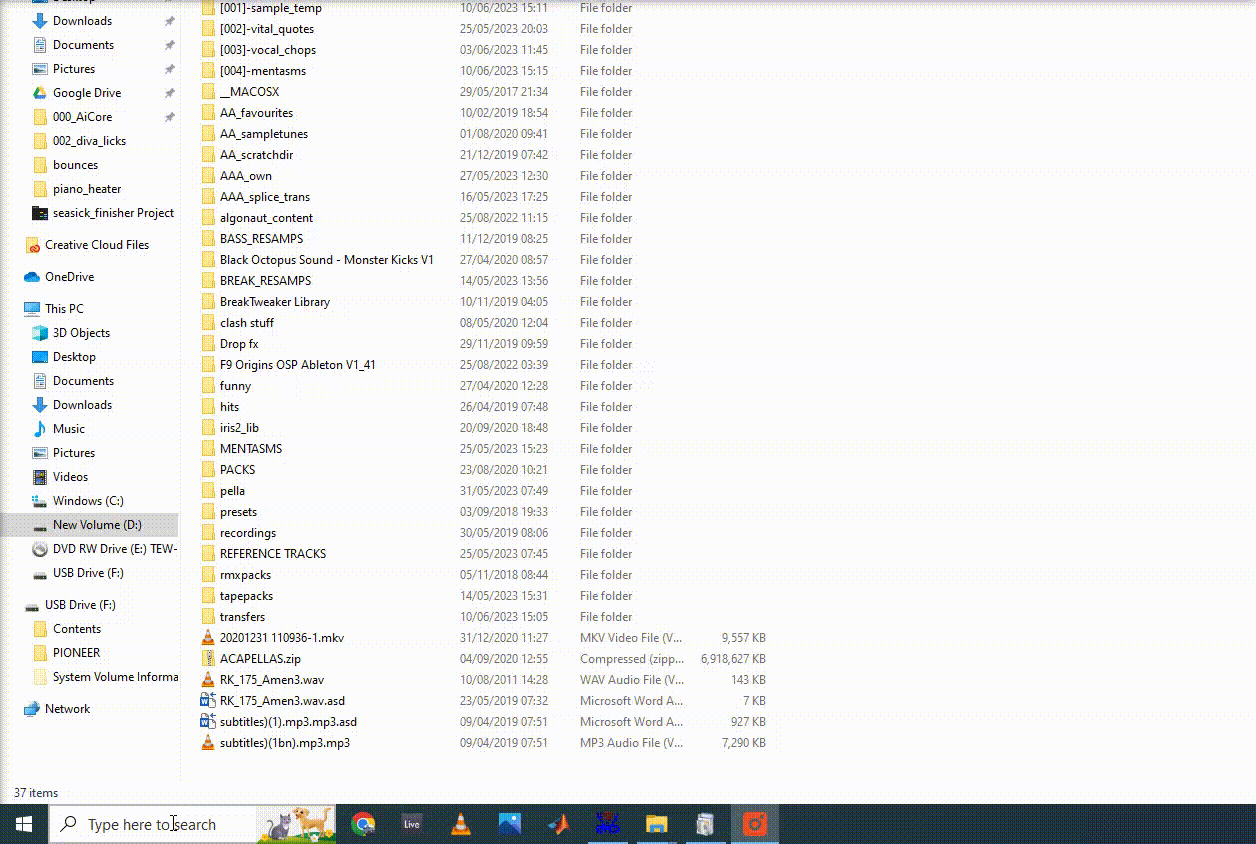 Downloads
Documents
Pictures
Google Drive
000_AiCore
002_diva_licks
bounces
piano_heater
seasick_finisher Project
Creative Cloud Files
OneDrive
This PC
3D Objects
Desktop
Documents
Downloads
Music
Pictures
Videos
Windows (C:)
New Volume (D:)
DVD RW Drive (E:) TEW-
USB Drive (F:)
USB Drive (F:)
Contents
PIONEER
System Volume Informa
Network
[001]-sample_temp 10/06/2023 15:11 File folder
[002]-vital_quotes 25/05/2023 20:03 File folder
[003]-vocal_chops 03/06/2023 11:45 File folder
[004]-mentasms 10/06/2023 15:15 File folder
__MACOSX 29/05/2017 21:34 File folder
AA_favourites 10/02/2019 18:54 File folder
AA_sampletunes 01/08/2020 09:41 File folder
AA_scratchdir 21/12/2019 07:42 File folder
AAA_own 27/05/2023 12:30 File folder
AAA_splice_trans 16/05/2023 17:25 File folder
algonaut_content 25/08/2022 11:15 File folder
BASS_RESAMPS 11/12/2019 08:25 File folder
Black Octopus Sound - Monster Kicks V1 27/04/2020 08:57 File folder
BREAK_RESAMPS 14/05/2023 13:56 File folder
BreakTweaker Library 10/11/2019 04:05 File folder
clash stuff 08/05/2020 12:04 File folder
Drop fx 29/11/2019 09:59 File folder
F9 Origins OSP Ableton V1_41 25/08/2022 03:39 File folder
funny 27/04/2020 12:28 File folder
hits 26/04/2019 07:48 File folder
iris2_lib 20/09/2020 18:48 File folder
MENTASMS 25/05/2023 15:23 File folder
PACKS 23/08/2020 10:21 File folder
pella 31/05/2023 07:49 File folder
presets 03/09/2018 19:33 File folder
recordings 30/05/2019 08:06 File folder
REFERENCE TRACKS 25/05/2023 07:45 File folder
rmxpacks 05/11/2018 08:44 File folder
tapepacks 14/05/2023 15:31 File folder
transfers 10/06/2023 15:05 File folder
20201231 110936-1.mkv 31/12/2020 11:27 MKV Video File (V... 9,557 KB
ACAPELLAS.zip 04/09/2020 12:55 Compressed (zipp... 6,918,627 KB
RK_175_Amen3.wav 10/08/2011 14:28 WAV Audio File (V... 143 KB
RK_175_Amen3.wav.asd 23/05/2019 07:32 Microsoft Word A... 7 KB
subtitles)(1).mp3.mp3.asd 09/04/2019 07:51 Microsoft Word A... 927 KB
subtitles)(1bn).mp3.mp3 09/04/2019 07:51 MP3 Audio File (V... 7,290 KB
37 items
Type here to search
Live